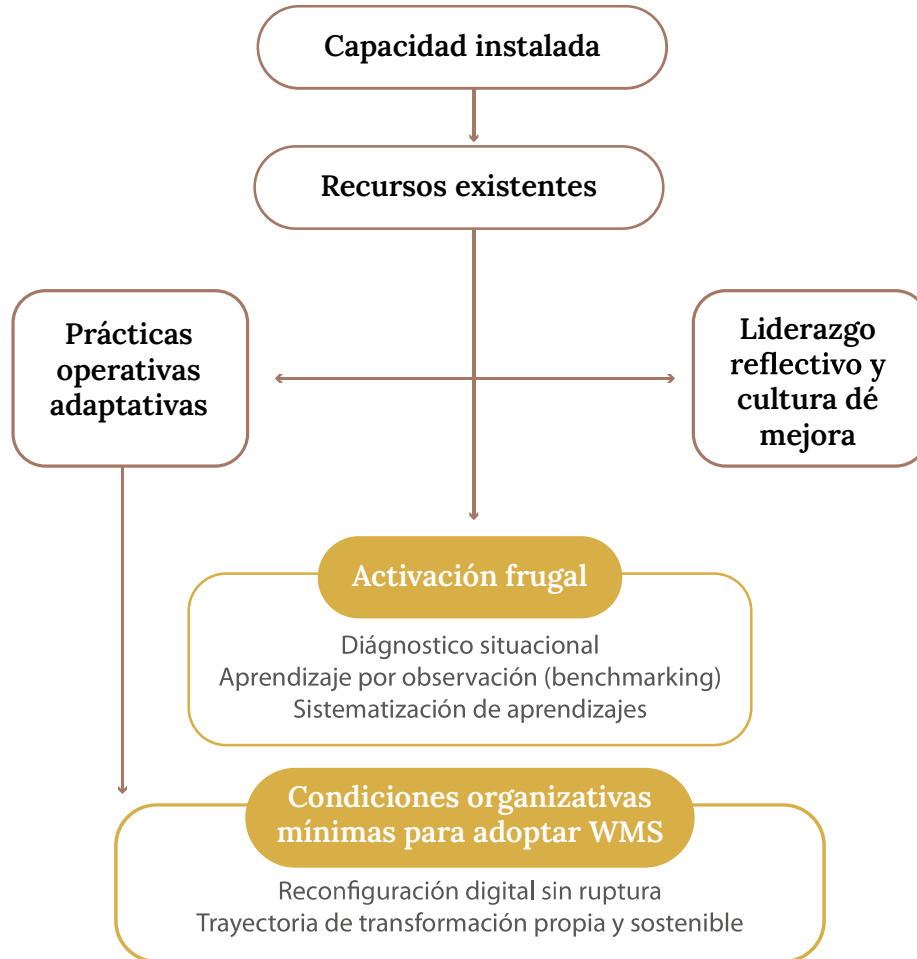 Capacidad instalada
Recursos existentes
Prácticas
operativas
adaptativas
Liderazgo
reflectivo y
cultura dé
mejora
Activación frugal
Diágnostico situacional
Aprendizaje por observación (benchmarking)
Sistematización de aprendizajes
Condiciones organizativas
mínimas para adoptar WMS
Reconfiguración digital sin ruptura
Trayectoria de transformación propia y sostenible